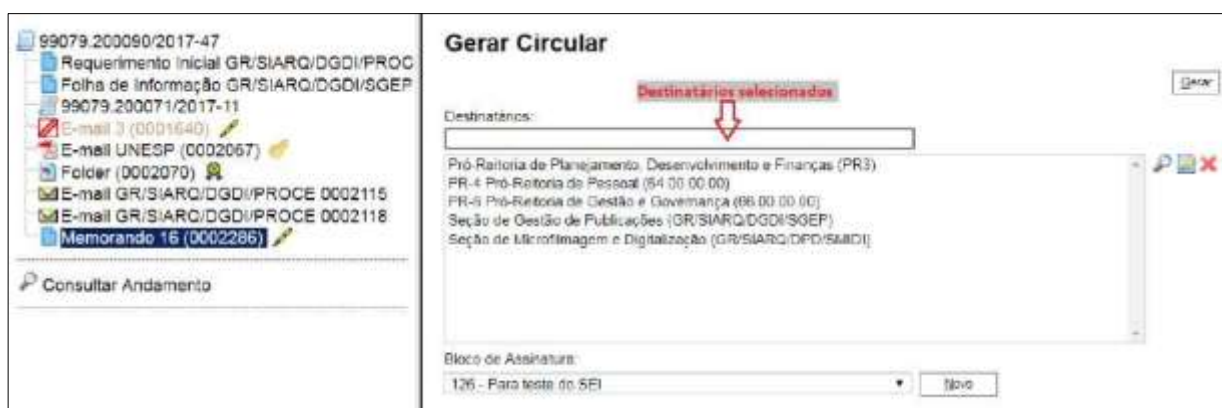 99079.200090/2017-47
Requerimento Inicial GR/SIARQ/DGDI/PROC
Folha de Informação GR/SIARQ/DGDI/SGEP
99079.200071/2017-11
E-mail 3 (0001640)
E-mail UNESP (0002067)
Folder (0002070)
E-mail GR/SIARQ/DGDI/PROCE 0002115
E-mail GR/SIARQ/DGDI/PROCE 0002118
Memorando 16 (0002286)
Consultar Andamento
Gerar Circular
Gerar
Destinatários selecionados
Destinatários:
Pró-Reitoria de Planejamento, Desenvolvimento e Finanças (PR3)
PR-4 Pró-Reitoria de Pessoal (64.00.00.00)
PR-6 Pró-Reitoria de Gestão e Governança (66.00.00.00)
Seção de Gestão de Publicações (GR/SIARQ/DGDI/SGEP)
Seção de Microfilmagem e Digitalização (GR/SIARQ/DPD/SMIDI)
Bloco de Assinatura:
126 - Para teste do SEI
Novo